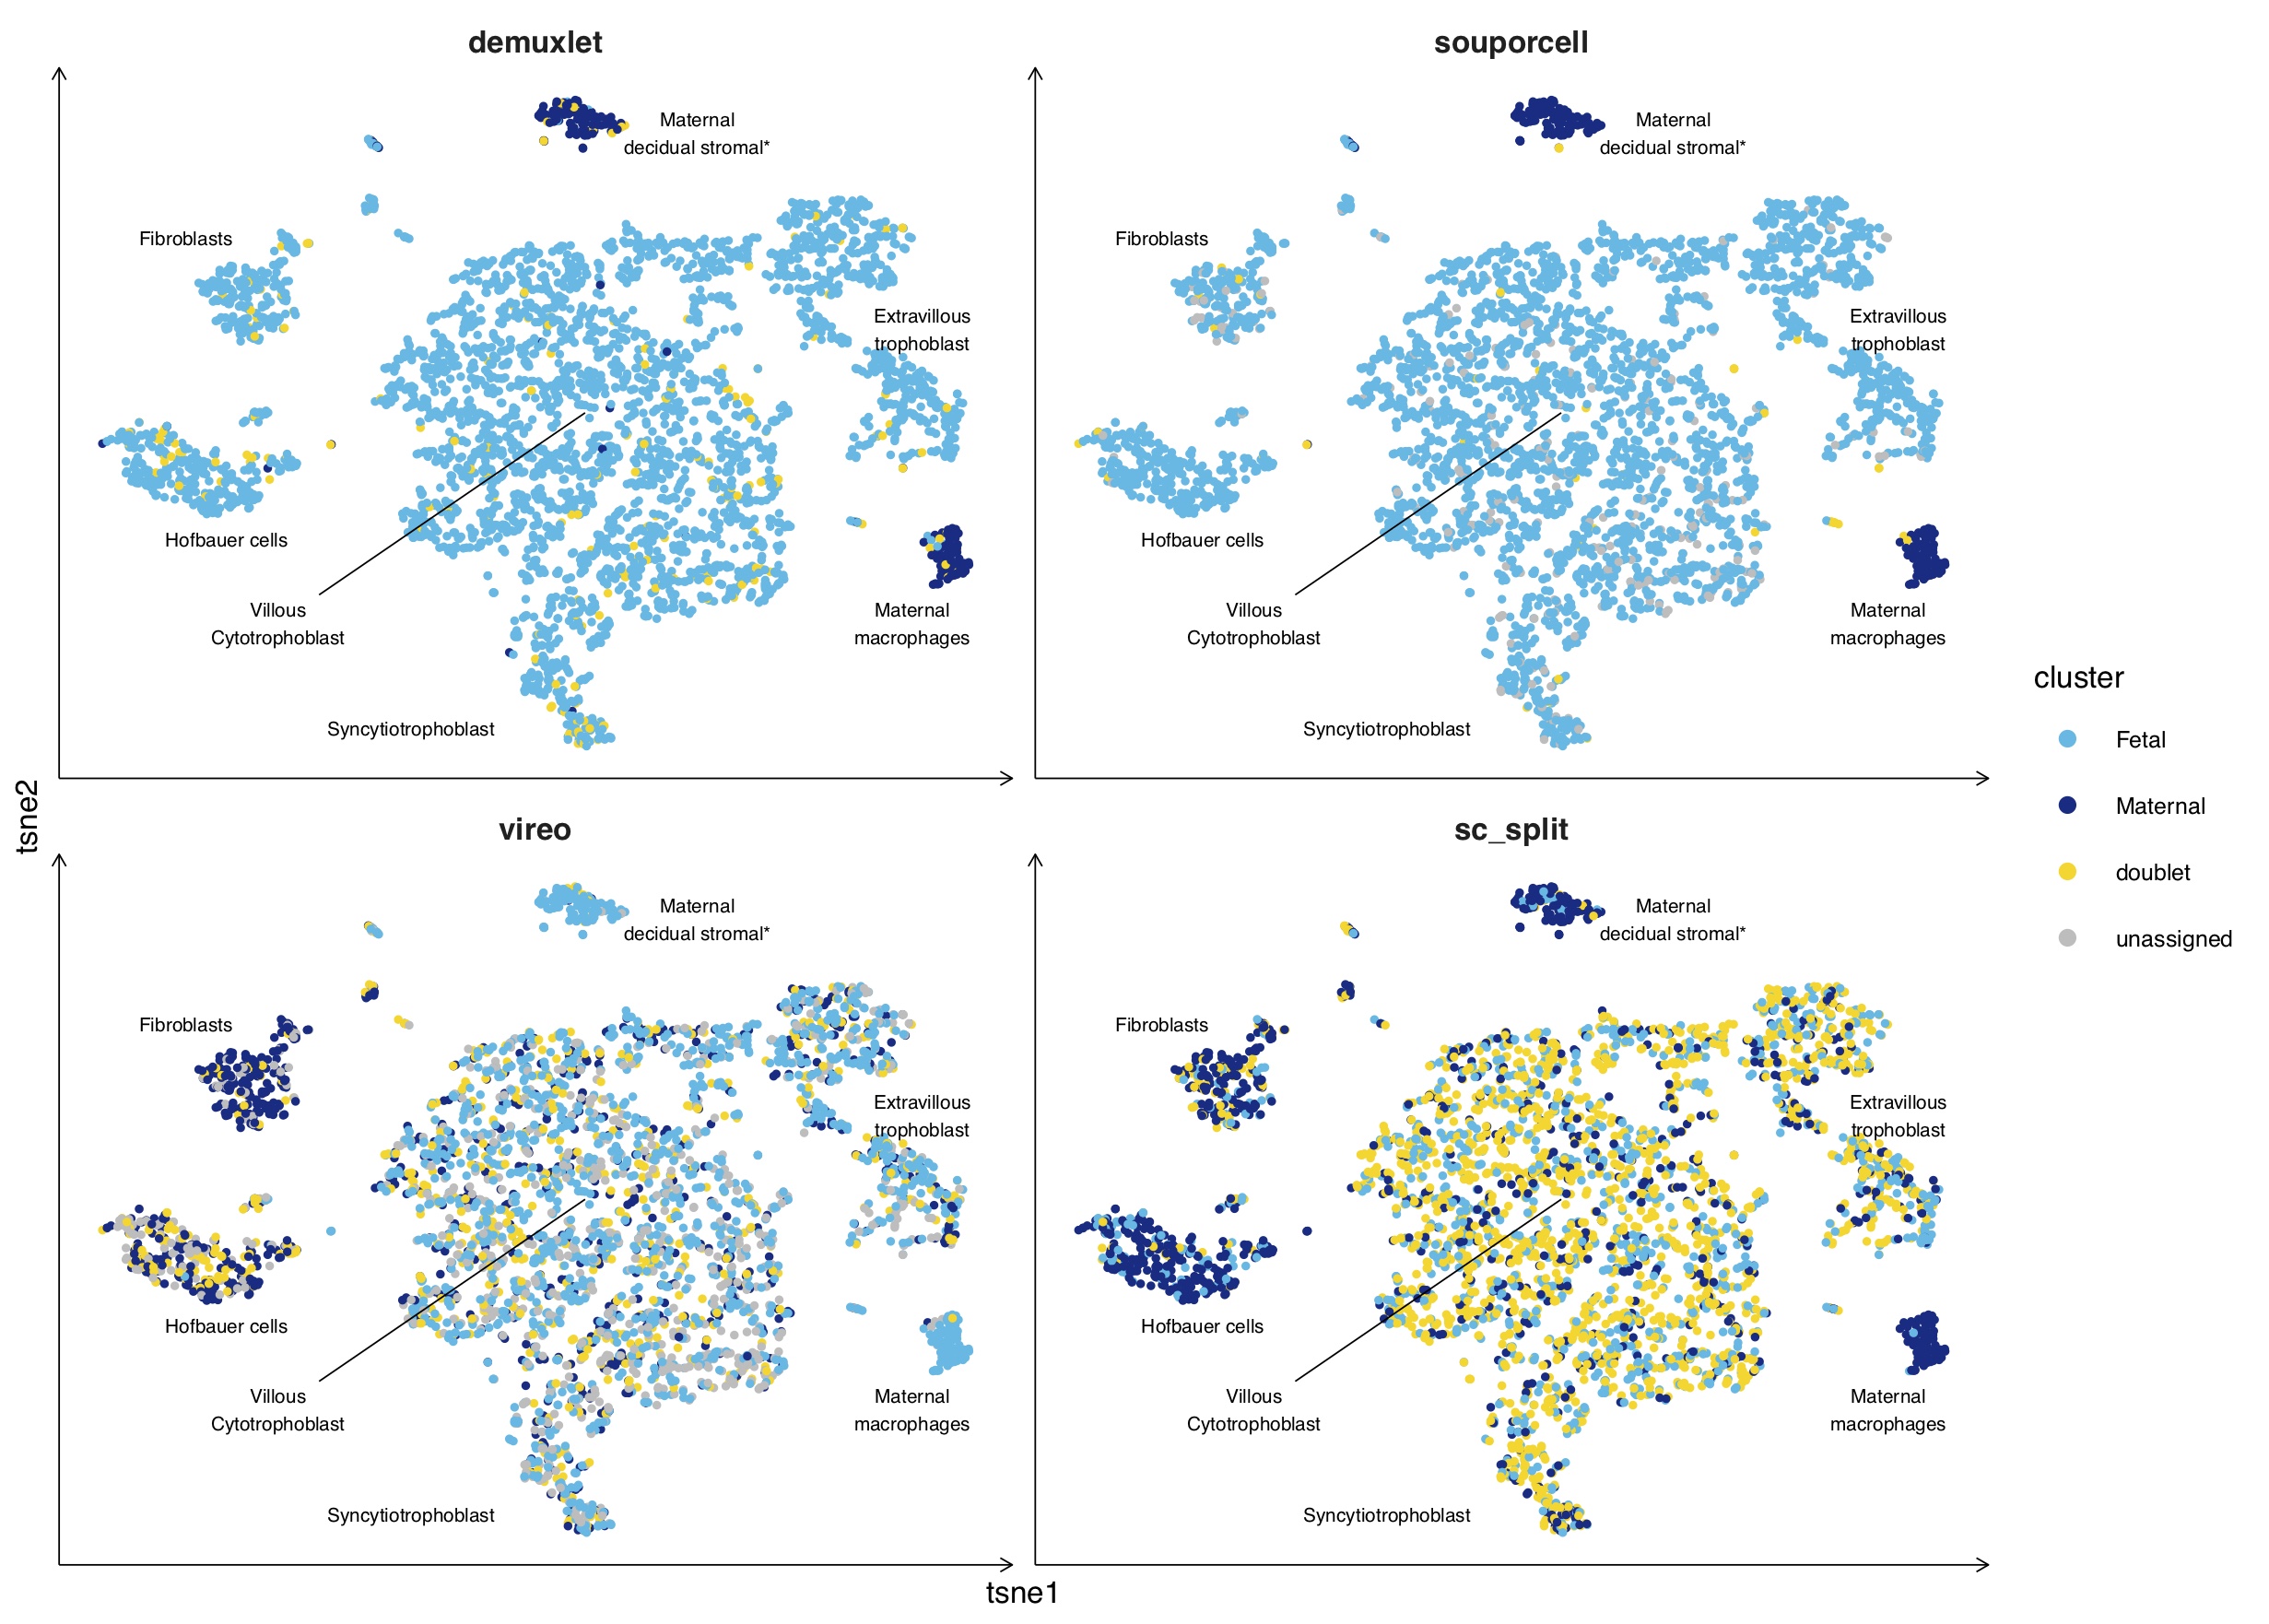 demuxlet
Maternal
decidual stromal*
Fibroblasts
Extravillous
trophoblast
Hofbauer cells
Villous
Cytotrophoblast
Maternal
macrophages
Syncytiotrophoblast
souporcell
Maternal
decidual stromal*
Fibroblasts
Extravillous
trophoblast
Hofbauer cells
Villous
Cytotrophoblast
Maternal
macrophages
Syncytiotrophoblast
vireo
Maternal
decidual stromal*
Fibroblasts
Extravillous
trophoblast
Hofbauer cells
Villous
Cytotrophoblast
Maternal
macrophages
Syncytiotrophoblast
sc_split
Maternal
decidual stromal*
Fibroblasts
Extravillous
trophoblast
Hofbauer cells
Villous
Cytotrophoblast
Maternal
macrophages
Syncytiotrophoblast
tsne2
tsne1
cluster
Fetal
Maternal
doublet
unassigned